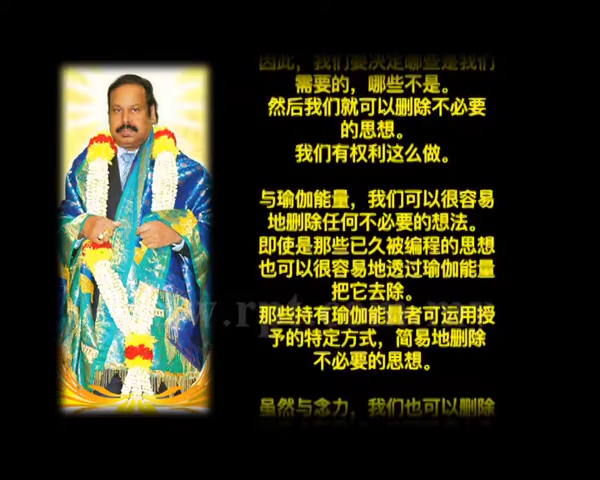 因此，我们要决定哪些是我们
需要的，哪些不是。
然后我们就可以删除不必要
的思想。
我们有权利这么做。
与瑜伽能量，我们可以很容易
地删除任何不必要的想法。
即使是那些已久被编程的思想
也可以很容易地透过瑜伽能量
把它去除。
那些持有瑜伽能量者可运用授
予的特定方式，简易地删除
不必要的思想。
虽然与念力，我们也可以删除